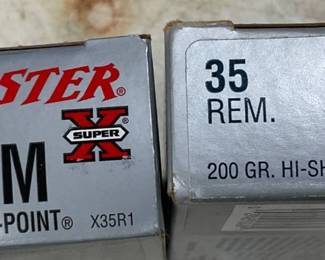 STER®
SUPER
X
M
-POINT® X35R1
35
REM.
200 GR. HI-SH